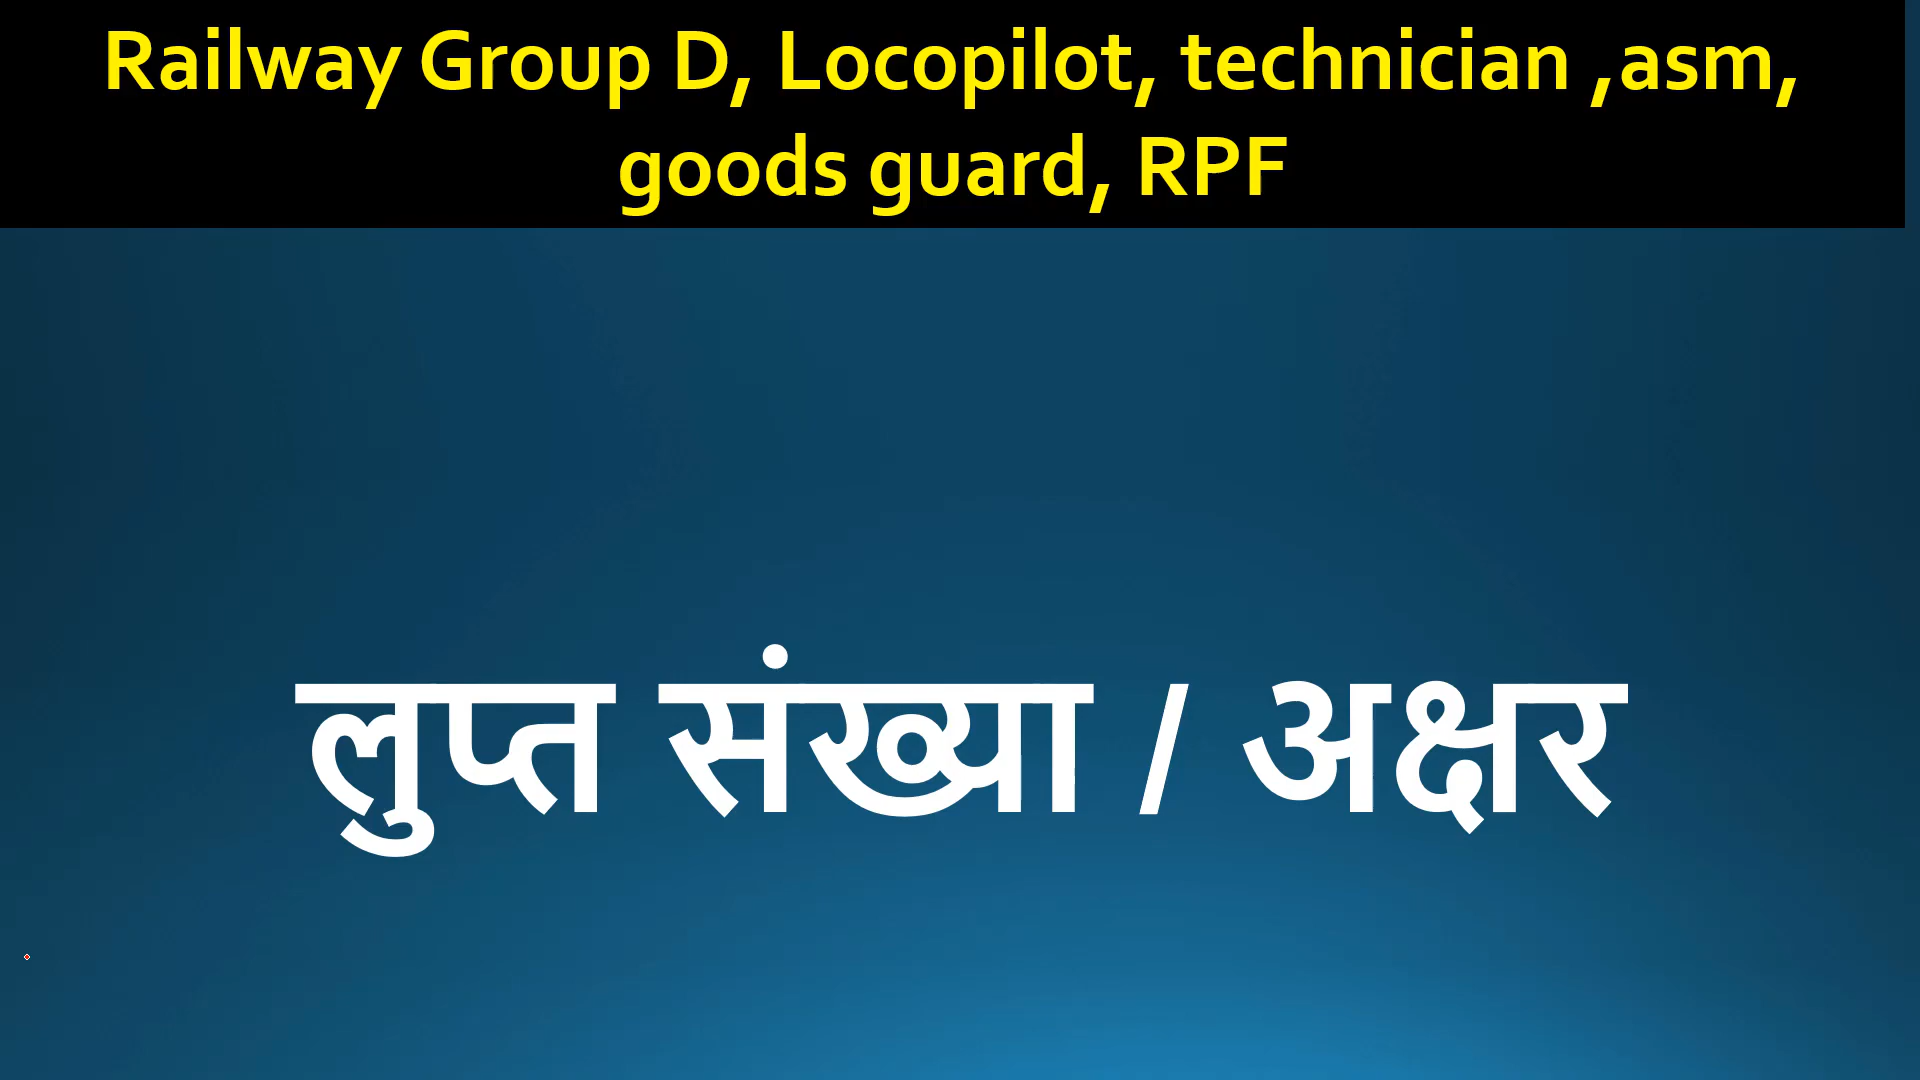 Railway Group D, Locopilot, technician ,asm,
goods guard, RPF
लुप्त संख्या / अक्षर